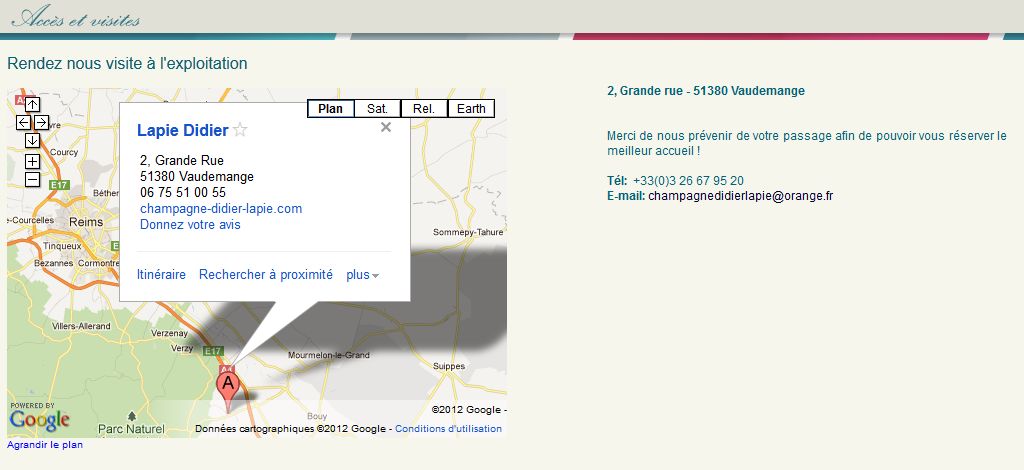 Accès et visites
Rendez nous visite à l'exploitation
Plan Sat. Rel. Earth
Lapie Didier
2, Grande Rue
51380 Vaudemange
06 75 51 00 55
champagne-didier-lapie.com
Donnez votre avis
Itinéraire Rechercher à proximité plus
Courcy
E17
Béther
-Courcelles
Reims
Tinqueux
Bezannes Cormontre
Sommepy-Tahure
Villers-Allerand
Verzenay
Verzy
E17
Mourmelon-le-Grand
Suippes
A4
A
Bouy
Parc Naturel
POWERED BY
Google
©2012 Google -
Données cartographiques ©2012 Google - Conditions d'utilisation
Agrandir le plan
2, Grande rue - 51380 Vaudemange
Merci de nous prévenir de votre passage afin de pouvoir vous réserver le
meilleur accueil !
Tél: +33(0)3 26 67 95 20
E-mail: champagnedidierlapie@orange.fr